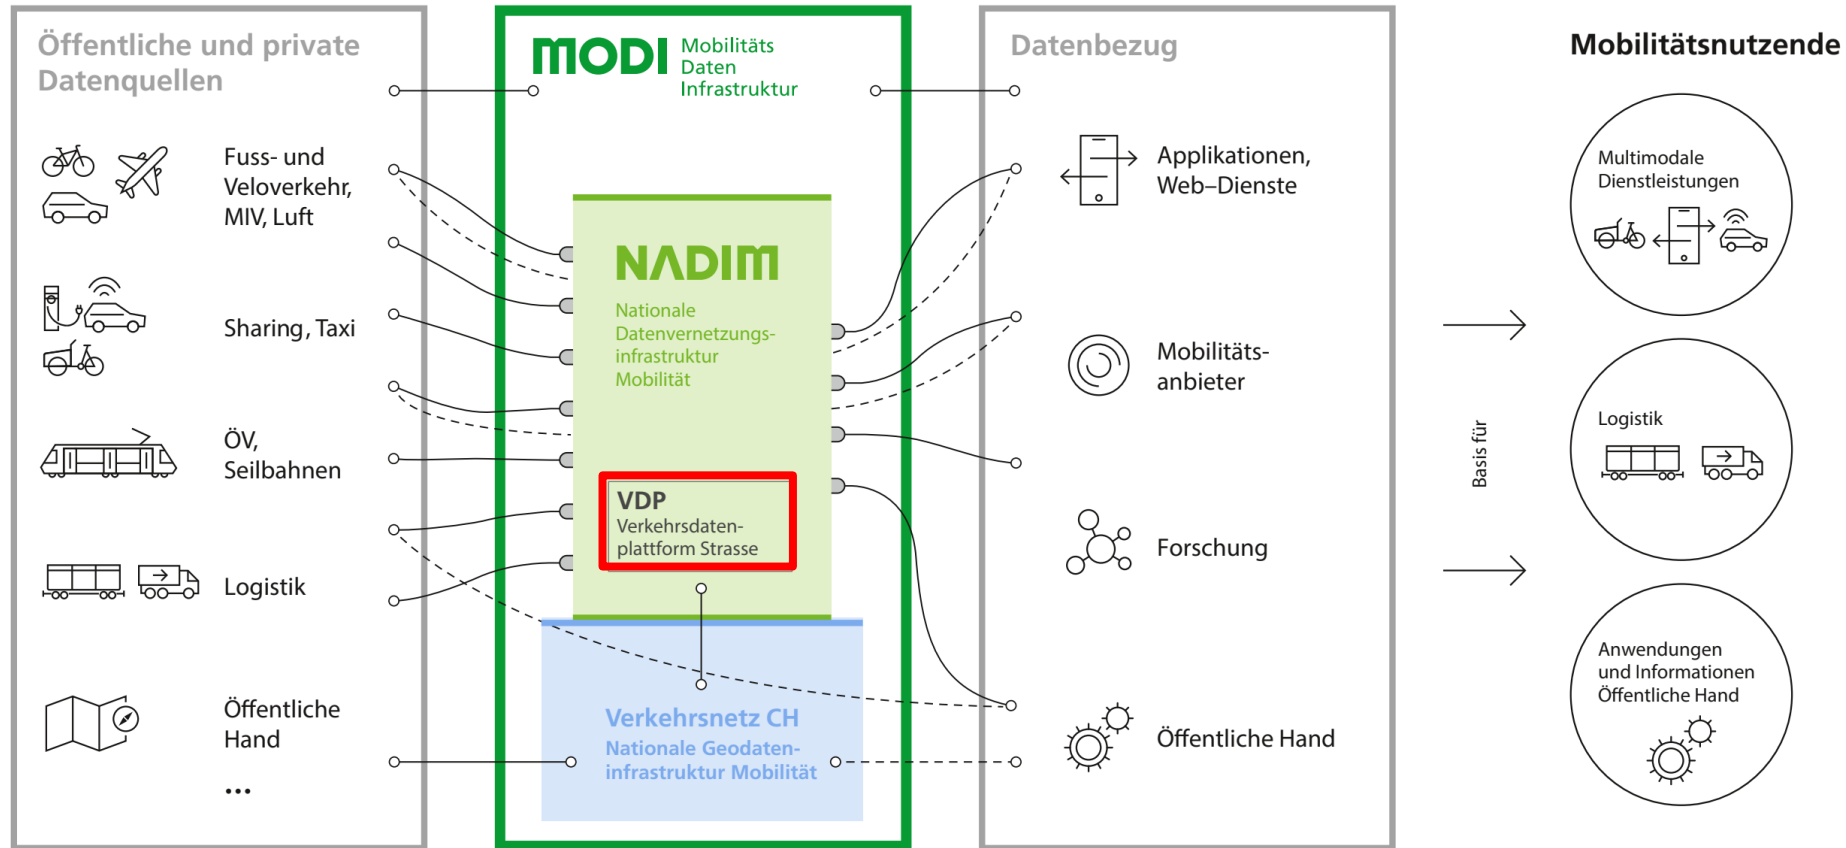 Öffentliche und private
Datenquellen
Fuss- und
Veloverkehr,
MIV, Luft
Sharing, Taxi
ÖV,
Seilbahnen
Logistik
Öffentliche
Hand
...
MODI
Mobilitäts
Daten
Infrastruktur
NADIM
Nationale
Datenvernetzungs-
infrastruktur
Mobilität
VDP
Verkehrsdaten-
plattform Strasse
Verkehrsnetz CH
Nationale Geodaten-
infrastruktur Mobilität
Datenbezug
Applikationen,
Web–Dienste
Mobilitäts-
anbieter
Forschung
Öffentliche Hand
Basis für
Mobilitätsnutzende
Multimodale
Dienstleistungen
Logistik
Anwendungen
und Informationen
Öffentliche Hand